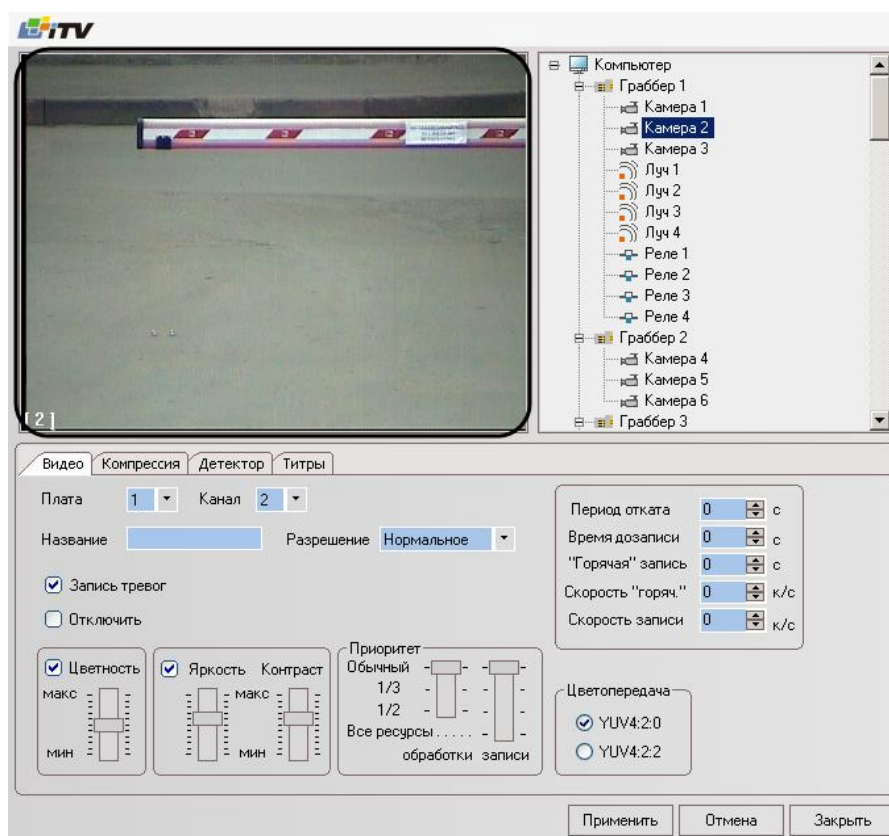 iTV
[2]
Компьютер
Граббер 1
Камера 1
Камера 2
Камера 3
Луч 1
Луч 2
Луч 3
Луч 4
Реле 1
Реле 2
Реле 3
Реле 4
Граббер 2
Камера 4
Камера 5
Камера 6
Граббер 3
Видео Компрессия Детектор Титры
Плата 1 Канал 2
Название Разрешение Нормальное
Запись тревог
Отключить
Период отката 0 с
Время дозаписи 0 с
"Горячая" запись 0 с
Скорость "горяч." 0 к/с
Скорость записи 0 к/с
Цветность
макс
мин
Яркость Контраст
макс
мин
Приоритет
Обычный
1/3
1/2
Все ресурсы.....
обработки записи
Цветопередача
YUV4:2:0
YUV4:2:2
Применить Отмена Закрыть